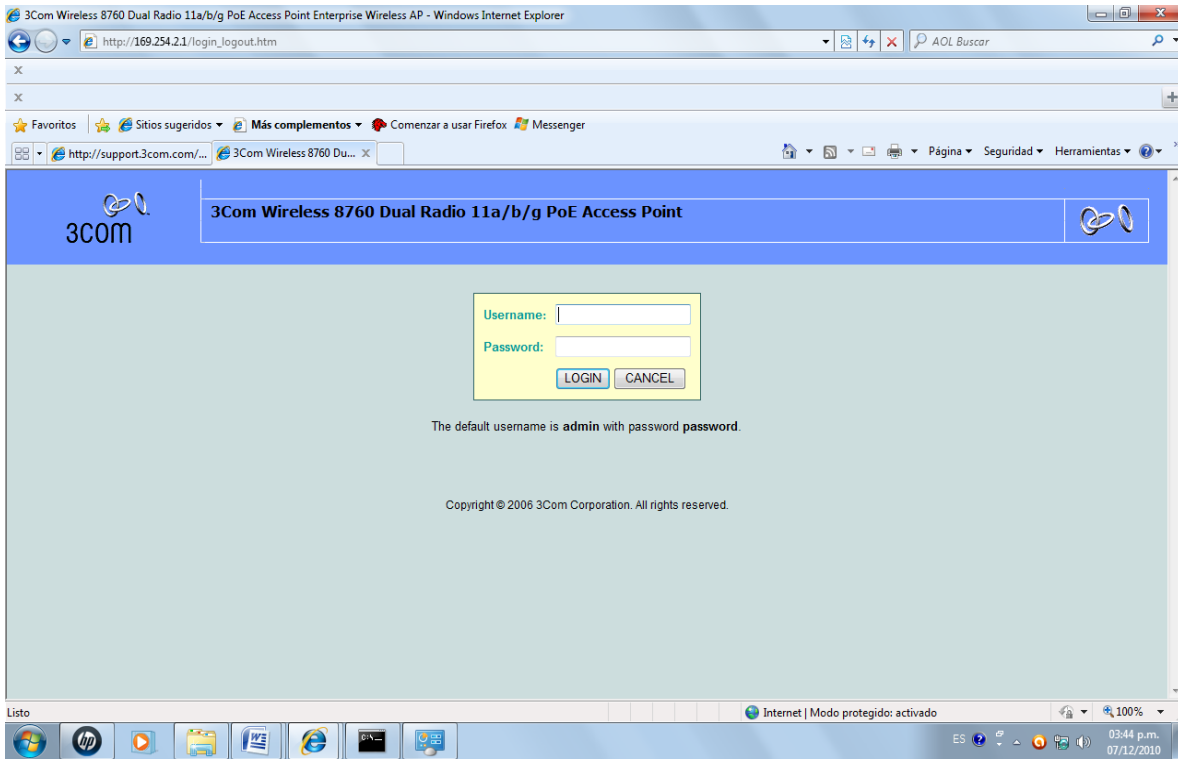 3Com Wireless 8760 Dual Radio 11a/b/g PoE Access Point Enterprise Wireless AP - Windows Internet Explorer
http://169.254.2.1/login_logout.htm
AOL Buscar
x
x
Favoritos Sitios sugeridos Más complementos Comenzar a usar Firefox Messenger
http://support.3com.com/... 3Com Wireless 8760 Du... x Página Seguridad Herramientas
3COM
3Com Wireless 8760 Dual Radio 11a/b/g PoE Access Point
Username:
Password:
LOGIN CANCEL
The default username is admin with password password.
Copyright © 2006 3Com Corporation. All rights reserved.
Listo Internet | Modo protegido: activado 100%
hp ES 03:44 p.m.
07/12/2010